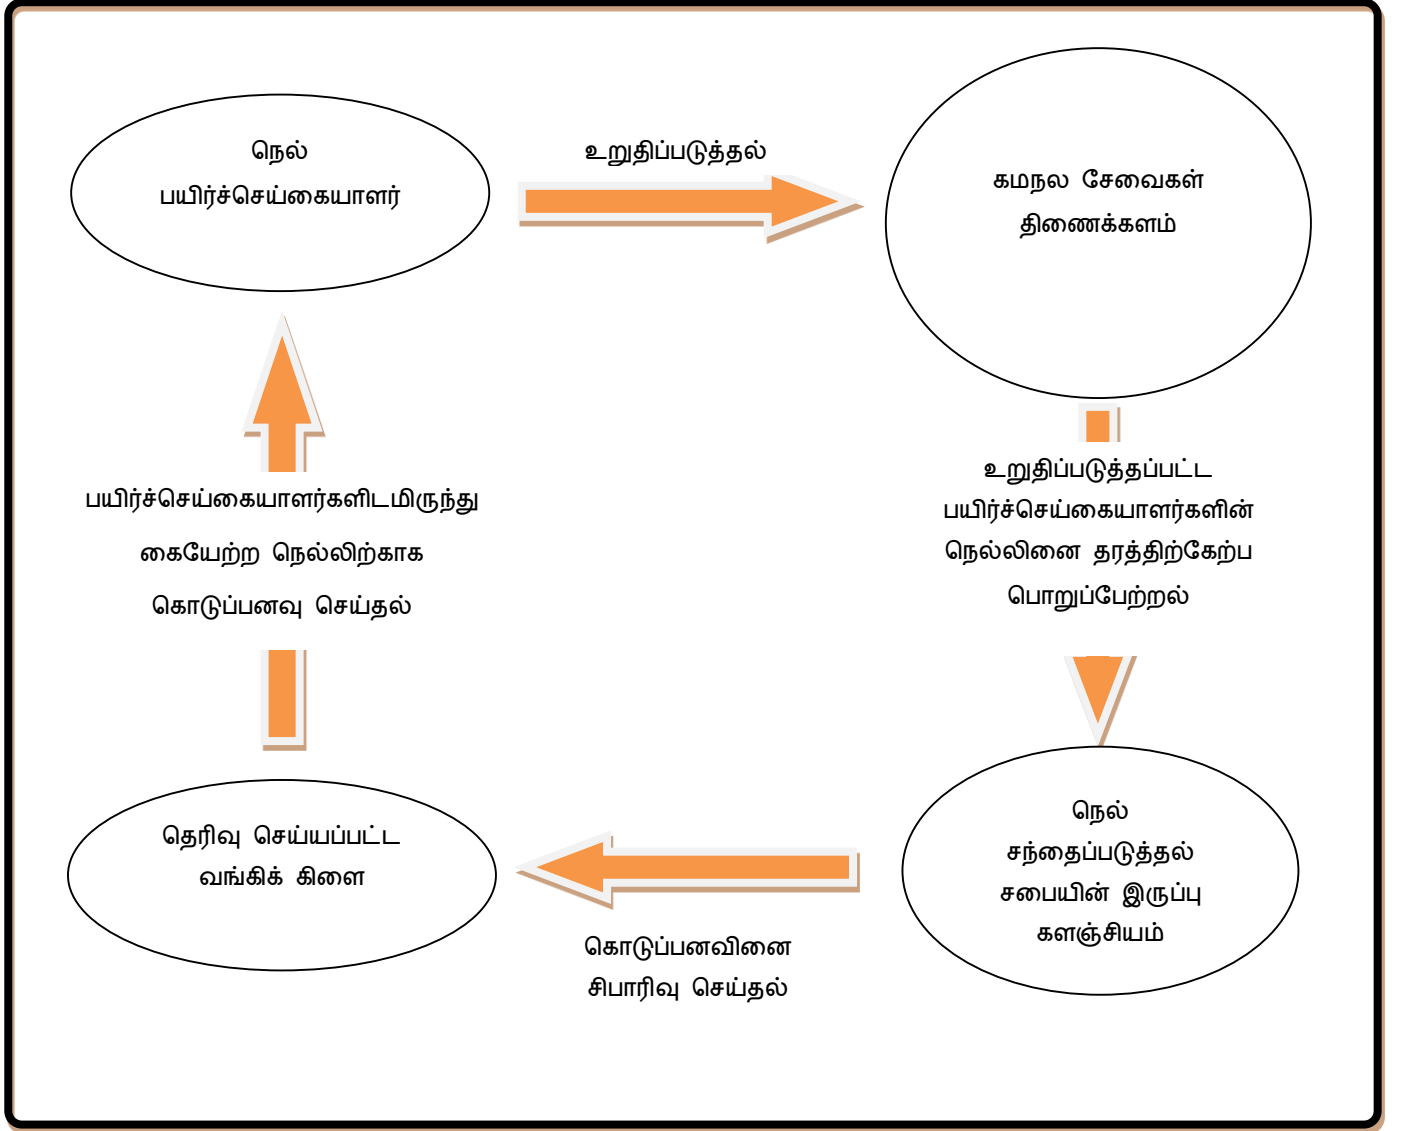 நெல்
பயிர்ச்செய்கையாளர்
உறுதிப்படுத்தல்
கமநல சேவைகள்
திணைக்களம்
உறுதிப்படுத்தப்பட்ட
பயிர்ச்செய்கையாளர்களின்
நெல்லினை தரத்திற்கேற்ப
பொறுப்பேற்றல்
நெல்
சந்தைப்படுத்தல்
சபையின் இருப்பு
களஞ்சியம்
கொடுப்பனவினை
சிபாரிவு செய்தல்
தெரிவு செய்யப்பட்ட
வங்கிக் கிளை
பயிர்ச்செய்கையாளர்களிடமிருந்து
கையேற்ற நெல்லிற்காக
கொடுப்பனவு செய்தல்